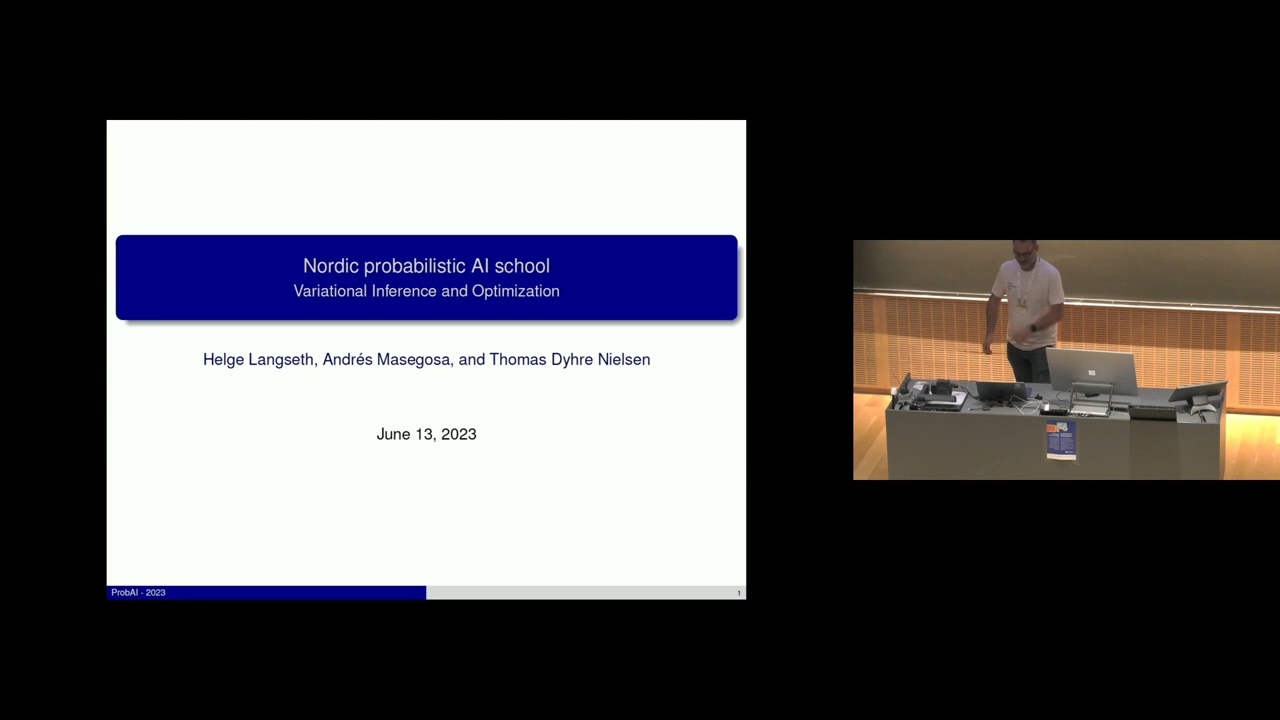 Nordic probabilistic AI school
Variational Inference and Optimization
Helge Langseth, Andrés Masegosa, and Thomas Dyhre Nielsen
June 13, 2023
ProbAI - 2023
1